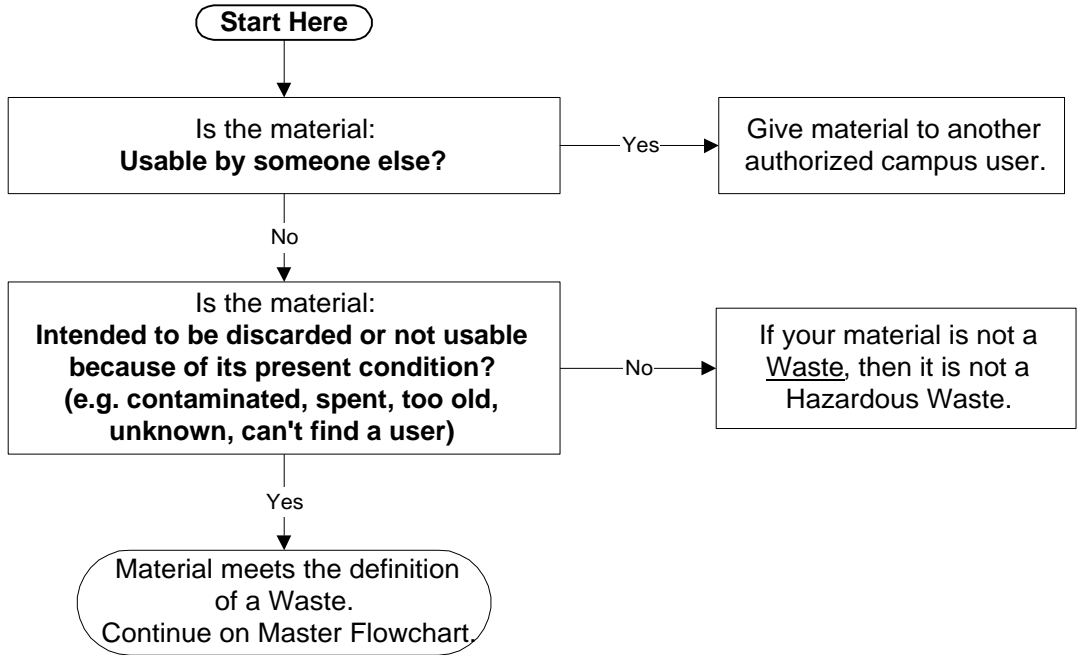 Start Here
Is the material:
Usable by someone else?
Yes
Give material to another
authorized campus user.
No
Is the material:
Intended to be discarded or not usable
because of its present condition?
(e.g. contaminated, spent, too old,
unknown, can't find a user)
No
If your material is not a
Waste, then it is not a
Hazardous Waste.
Yes
Material meets the definition
of a Waste.
Continue on Master Flowchart.